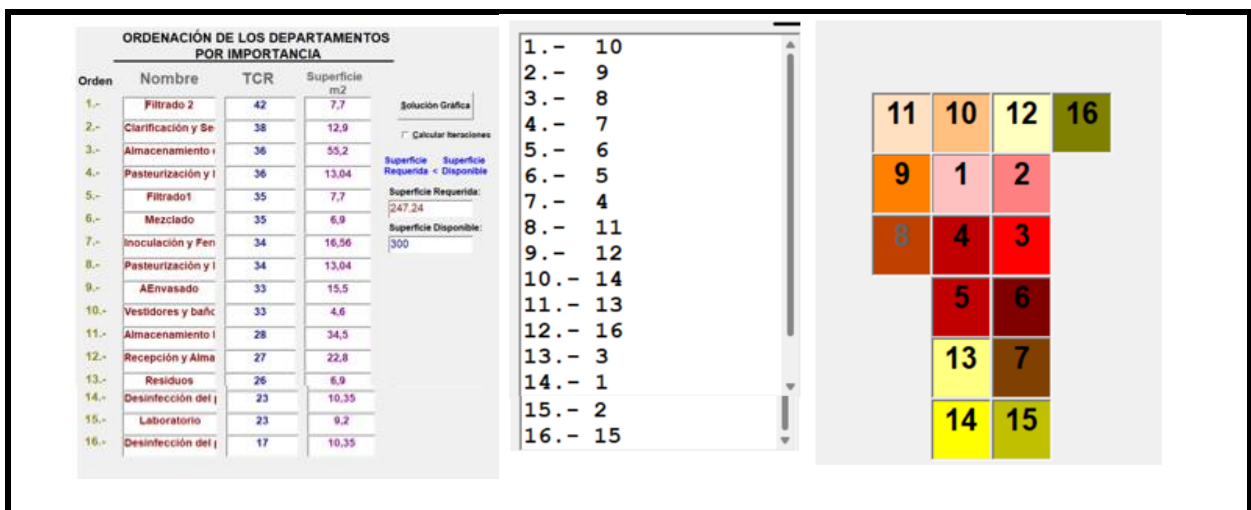 ORDENACIÓN DE LOS DEPARTAMENTOS
POR IMPORTANCIA
Orden Nombre TCR Superficie m2
1.- Filtrado 2 42 7,7
2.- Clarificación y Se 38 12,9
3.- Almacenamiento 36 55,2
4.- Pasteurización y 36 13,04
5.- Filtrado1 35 7,7
6.- Mezclado 35 6,9
7.- Inoculación y Fen 34 16,56
8.- Pasteurización y 34 13,04
9.- AEnvasado 33 15,5
10.- Vestidores y baño 33 4,6
11.- Almacenamiento 28 34,5
12.- Recepción y Alma 27 22,8
13.- Residuos 26 6,9
14.- Desinfección del 23 10,35
15.- Laboratorio 23 9,2
16.- Desinfección del 17 10,35
Solución Gráfica
Calcular Iteraciones
Superficie Superficie
Requerida < Disponible
Superficie Requerida:
247,24
Superficie Disponible:
300
1.- 10
2.- 9
3.- 8
4.- 7
5.- 6
6.- 5
7.- 4
8.- 11
9.- 12
10.- 14
11.- 13
12.- 16
13.- 3
14.- 1
15.- 2
16.- 15
11 10 12 16
9 1 2
8 4 3
5 6
13 7
14 15